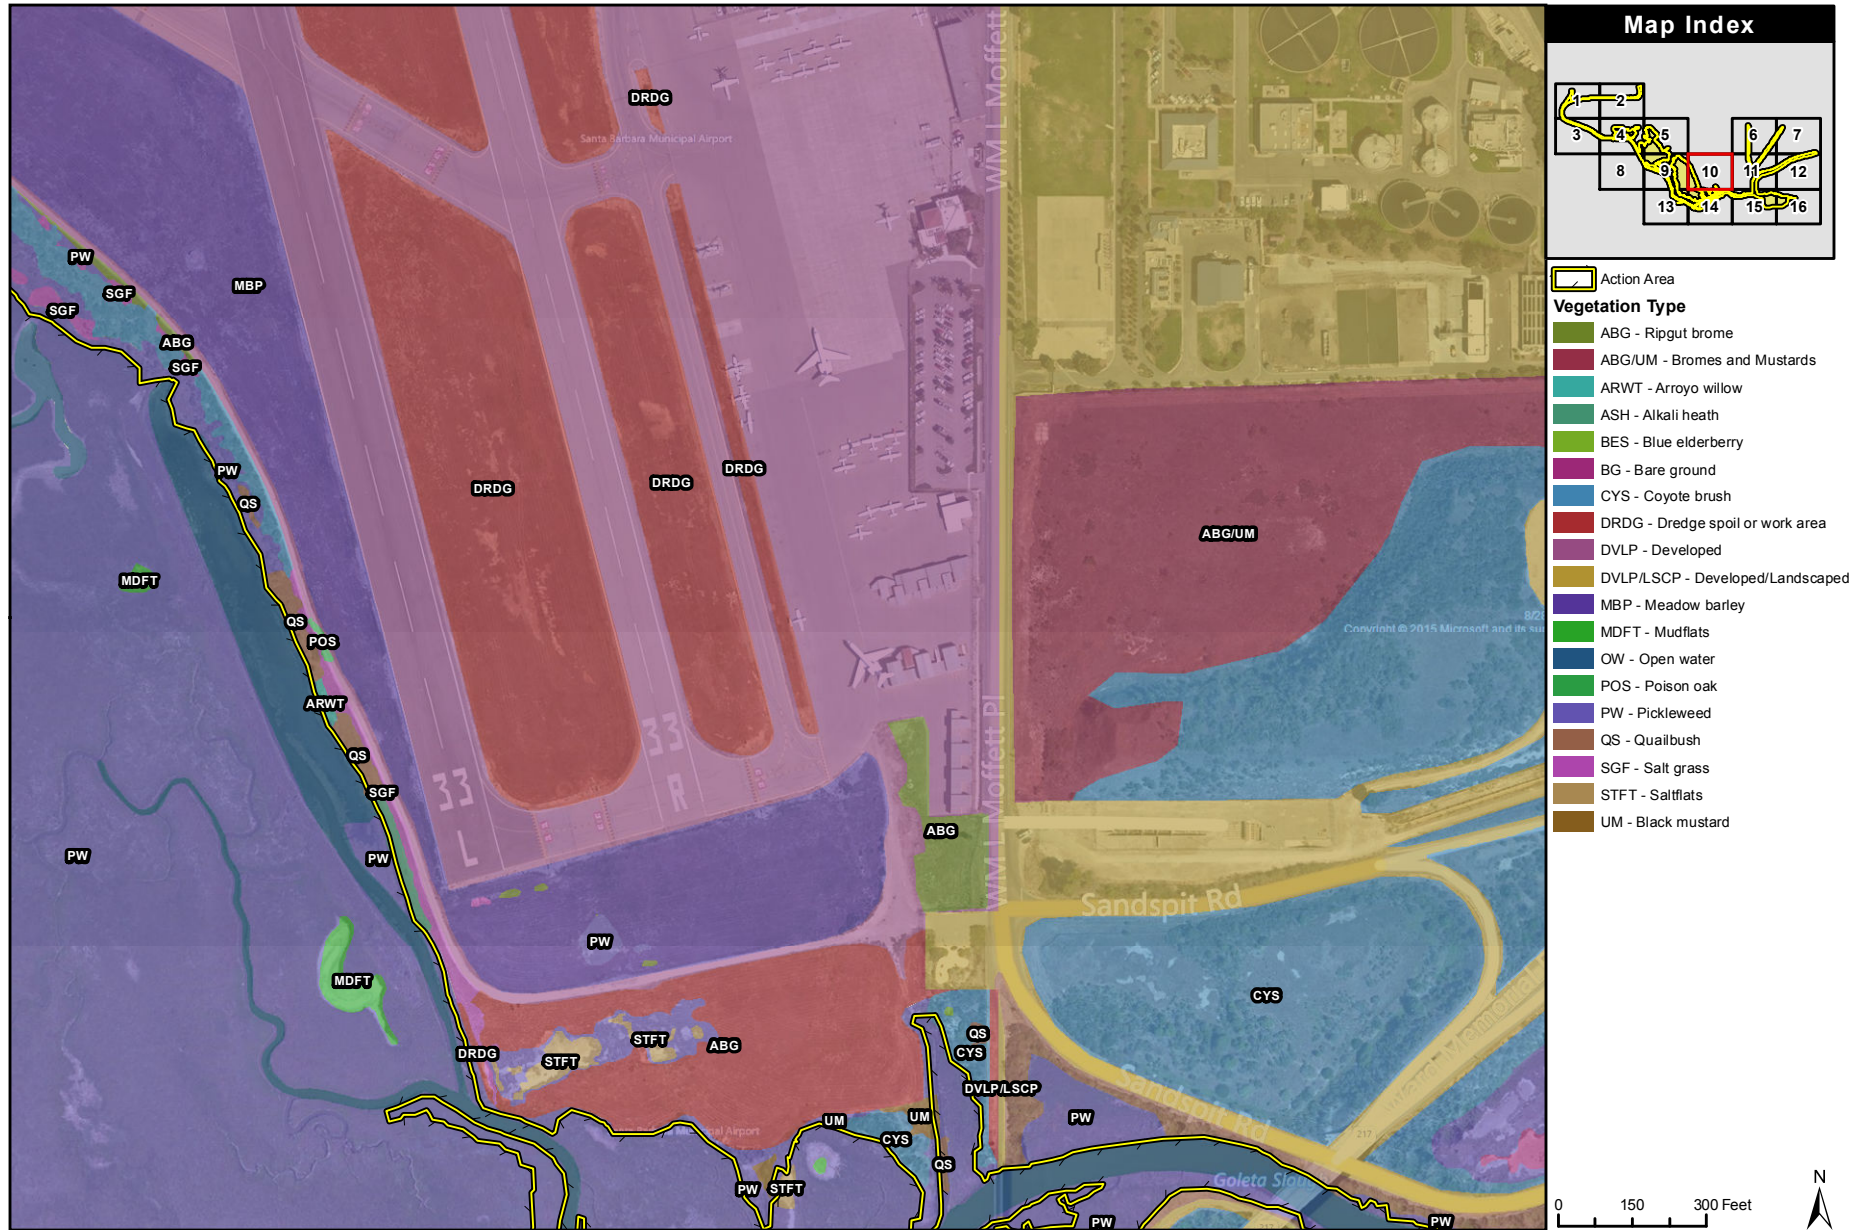 Map Index
1
2
3
4
5
6
7
8
9
10
11
12
13
14
15
16
Action Area
Vegetation Type
ABG - Ripgut brome
ABG/UM - Bromes and Mustards
ARWT - Arroyo willow
ASH - Alkali heath
BES - Blue elderberry
BG - Bare ground
CYS - Coyote brush
DRDG - Dredge spoil or work area
DVLP - Developed
DVLP/LSCP - Developed/Landscaped
MBP - Meadow barley
MDFT - Mudflats
OW - Open water
POS - Poison oak
PW - Pickleweed
QS - Quailbush
SGF - Salt grass
STFT - Saltflats
UM - Black mustard
N
0 150 300 Feet
WM L Moffett
DRDG
Santa Barbara Municipal Airport
PW
MBP
SGF
SGF
ABG
SGF
PW
QS
DRDG
DRDG
DRDG
ABG/UM
MDFT
QS
POS
8/2
Copyright © 2015 Microsoft and its su
ARWT
QS
SGF
33
L
33
R
WM L Moffett Pl
ABG
PW
PW
Sandspit Rd
PW
MDFT
CYS
STFT
STFT
ABG
DRDG
QS
CYS
DVLP/LSCP
Sandspit Rd
PW
UM
UM
CYS
Municipal Airport
217
QS
PW
STFT
Goleta Slou
PW
PW
217